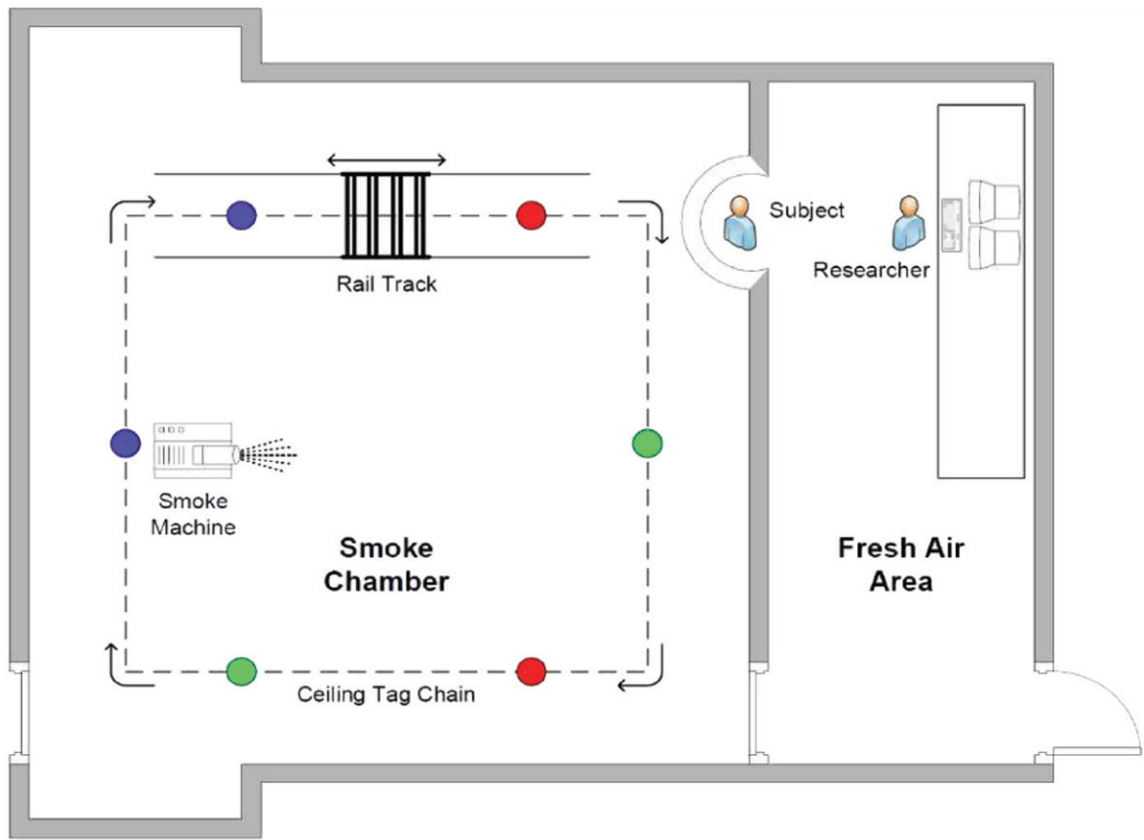 Subject
Researcher
Rail Track
Smoke
Machine
Smoke
Chamber
Fresh Air
Area
Ceiling Tag Chain